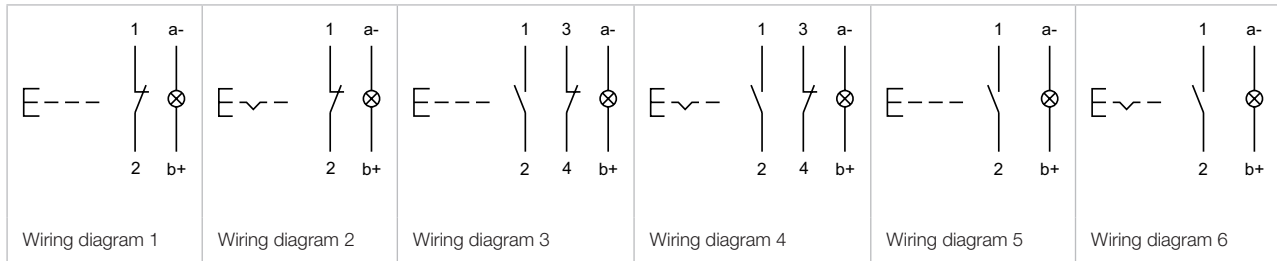 1 a- 1 a- 1 3 a- 1 3 a- 1 a- 1 a-
2 b+ 2 b+ 2 4 b+ 2 4 b+ 2 b+ 2 b+
Wiring diagram 1 Wiring diagram 2 Wiring diagram 3 Wiring diagram 4 Wiring diagram 5 Wiring diagram 6